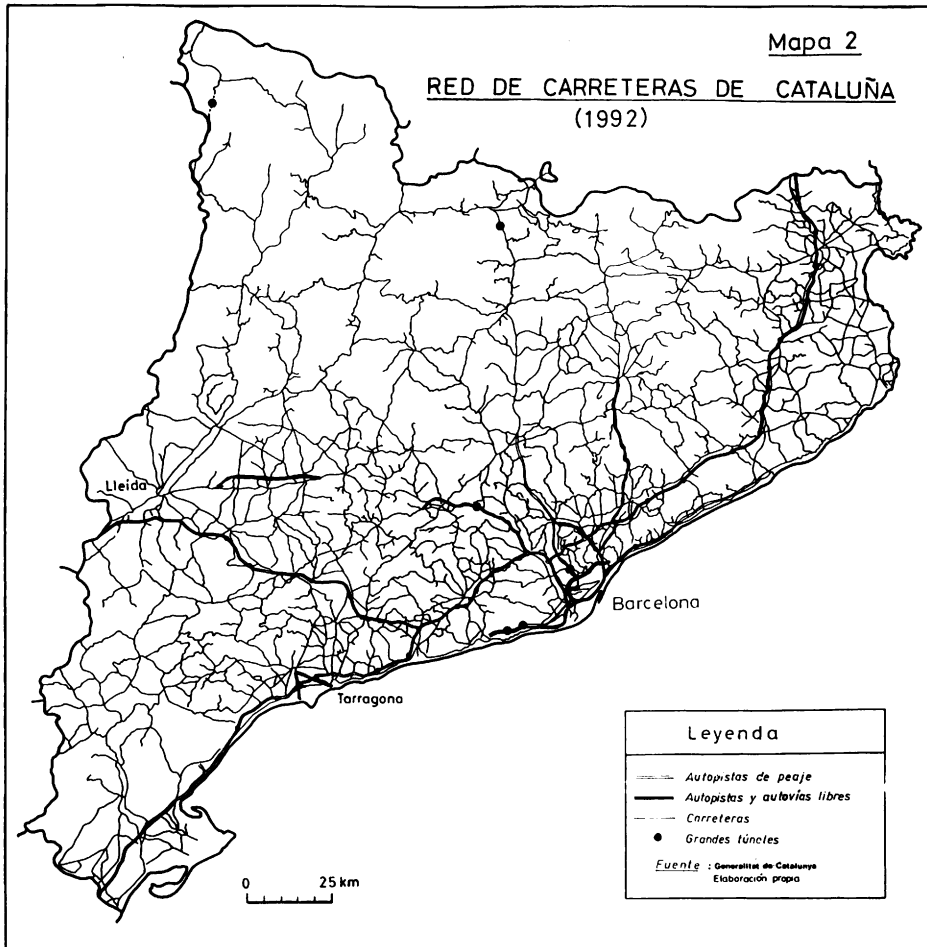 Mapa 2
RED DE CARRETERAS DE CATALUÑA
(1992)
Lleida
Barcelona
Tarragona
Leyenda
Autopistas de peaje
Autopistas y autovías libres
Carreteras
Grandes túneles
Fuente : Generalitat de Catalunya
Elaboración propia
0 25 km